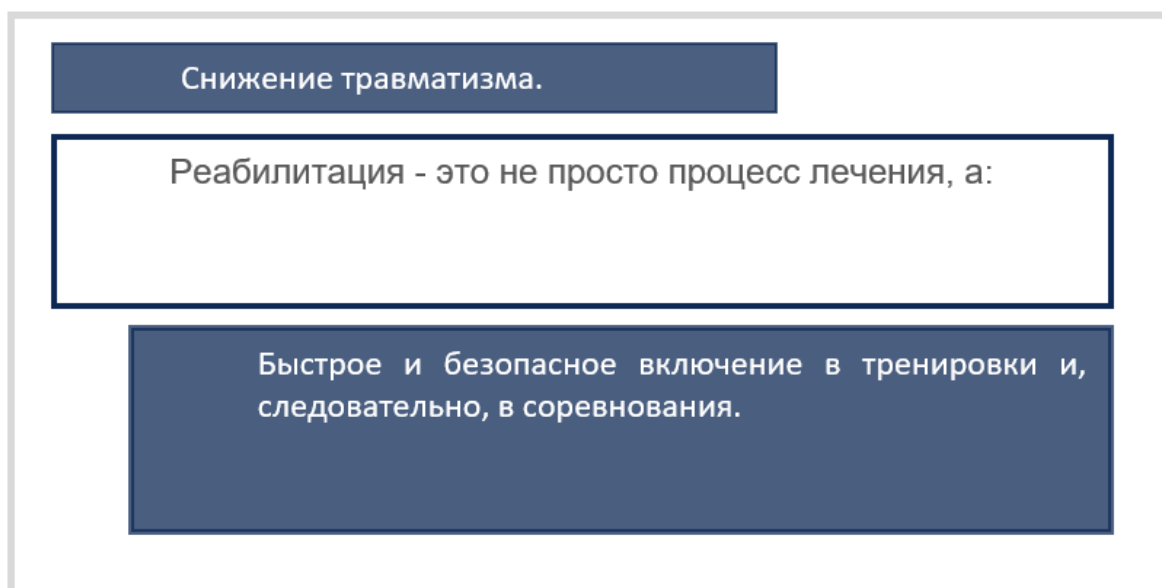 Снижение травматизма.
Реабилитация - это не просто процесс лечения, а:
Быстрое и безопасное включение в тренировки и,
следовательно, в соревнования.